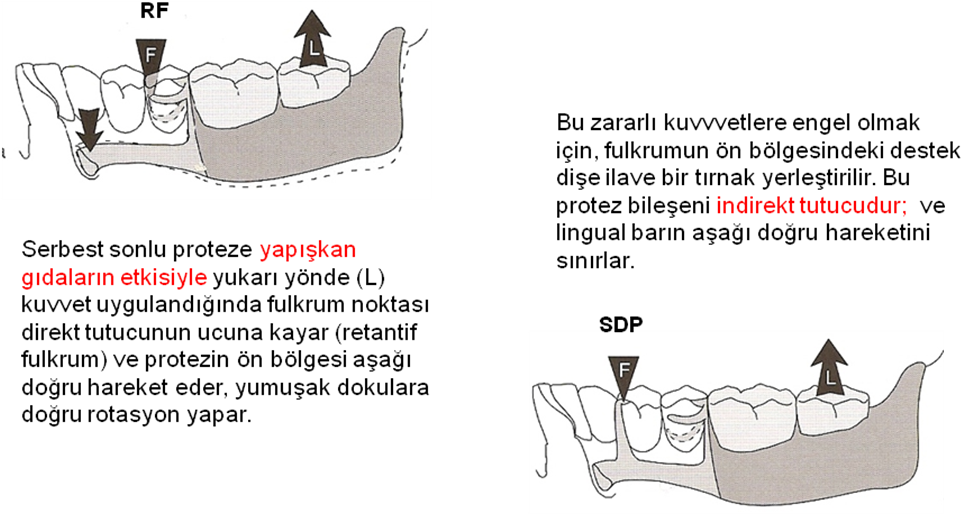 RF
F
L
Serbest sonlu proteze yapışkan
gıdaların etkisiyle yukarı yönde (L)
kuvvet uygulandığında fulkrum noktası
direkt tutucunun ucuna kayar (retantif
fulkrum) ve protezin ön bölgesi aşağı
doğru hareket eder, yumuşak dokulara
doğru rotasyon yapar.
Bu zararlı kuvvvetlere engel olmak
için, fulkrumun ön bölgesindeki destek
dişe ilave bir tırnak yerleştirilir. Bu
protez bileşeni indirekt tutucudur; ve
lingual barın aşağı doğru hareketini
sınırlar.
SDP
F
L